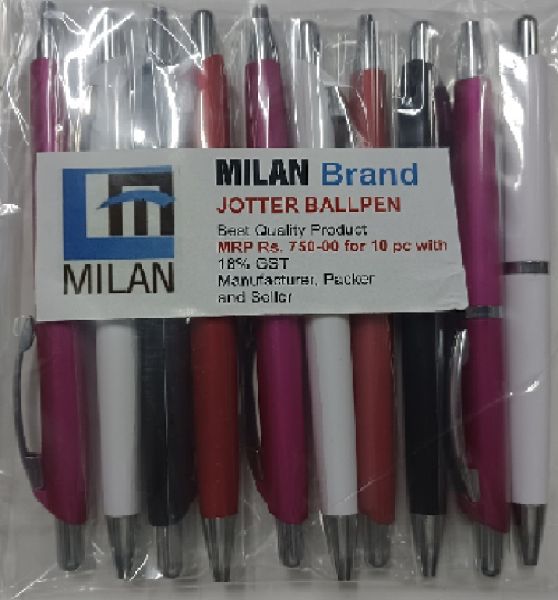 MILAN
MILAN Brand
JOTTER BALLPEN
Best Quality Product
MRP Rs. 750-00 for 10 pc with
18% GST
Manufacturer, Packer
and Seller